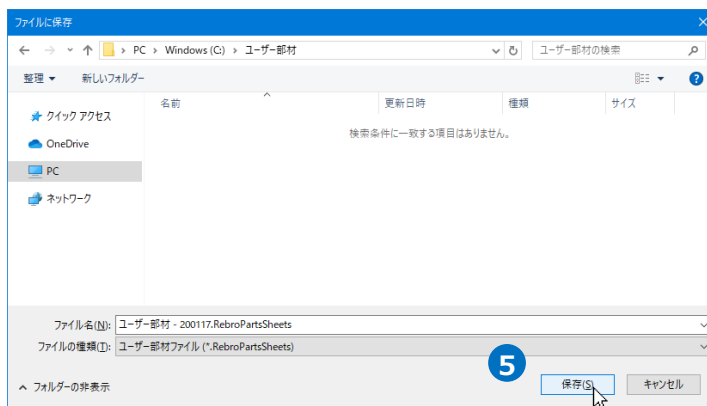 ファイルに保存
PC › Windows (C:) › ユーザー部材
ユーザー部材の検索
整理 新しいフォルダー
名前 更新日時 種類 サイズ
検索条件に一致する項目はありません。
クイック アクセス
OneDrive
PC
ネットワーク
ファイル名(N): ユーザー部材 - 200117.RebroPartsSheets
ファイルの種類(T): ユーザー部材ファイル (*.RebroPartsSheets)
5
フォルダーの非表示
保存(S)
キャンセル